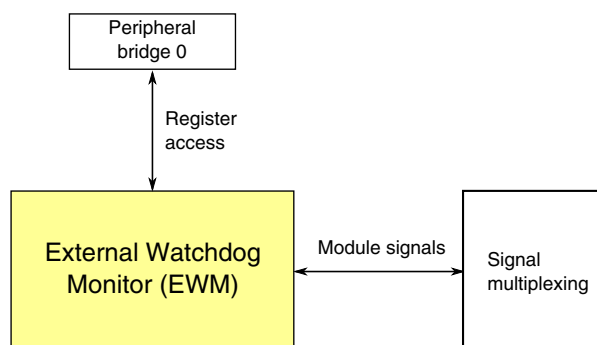 Peripheral
bridge 0
Register
access
External Watchdog
Monitor (EWM)
Module signals
Signal
multiplexing